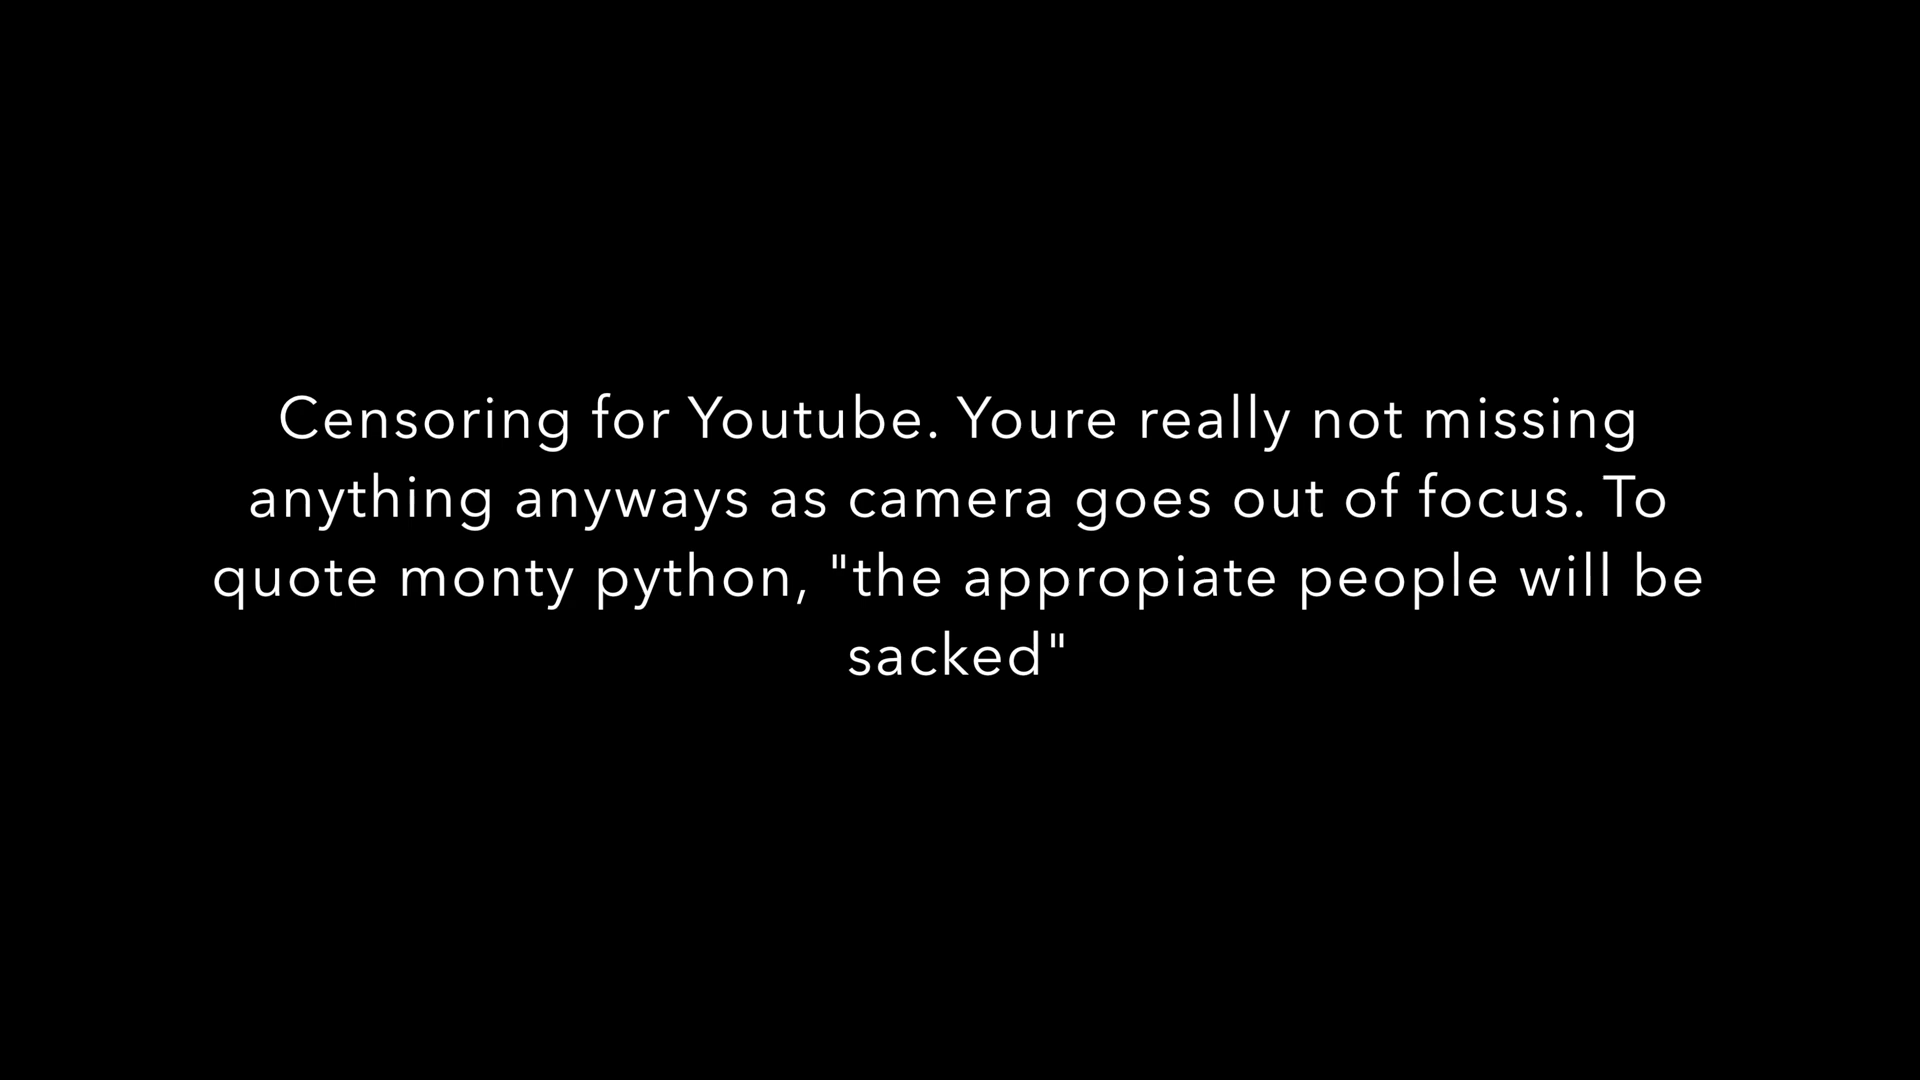 Censoring for Youtube. Youre really not missing
anything anyways as camera goes out of focus. To
quote monty python, "the appropiate people will be
sacked"